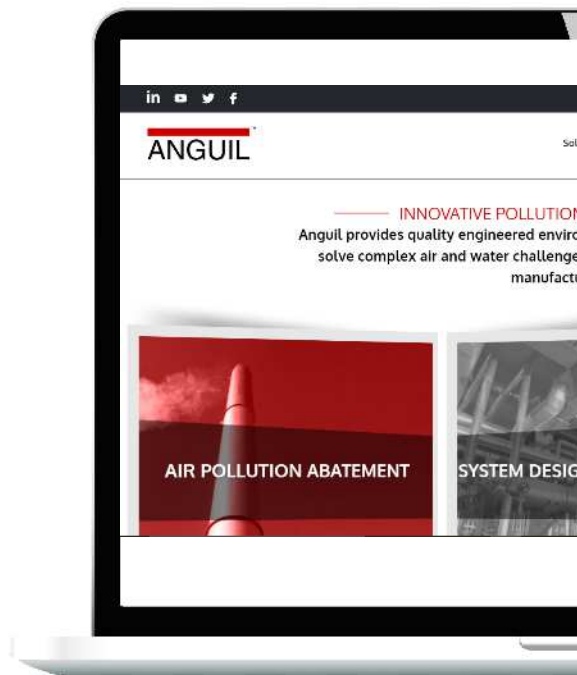 in
ANGUIL
Sol
INNOVATIVE POLLUTION
Anguil provides quality engineered enviro
solve complex air and water challenge
manufactu
AIR POLLUTION ABATEMENT
SYSTEM DESIG